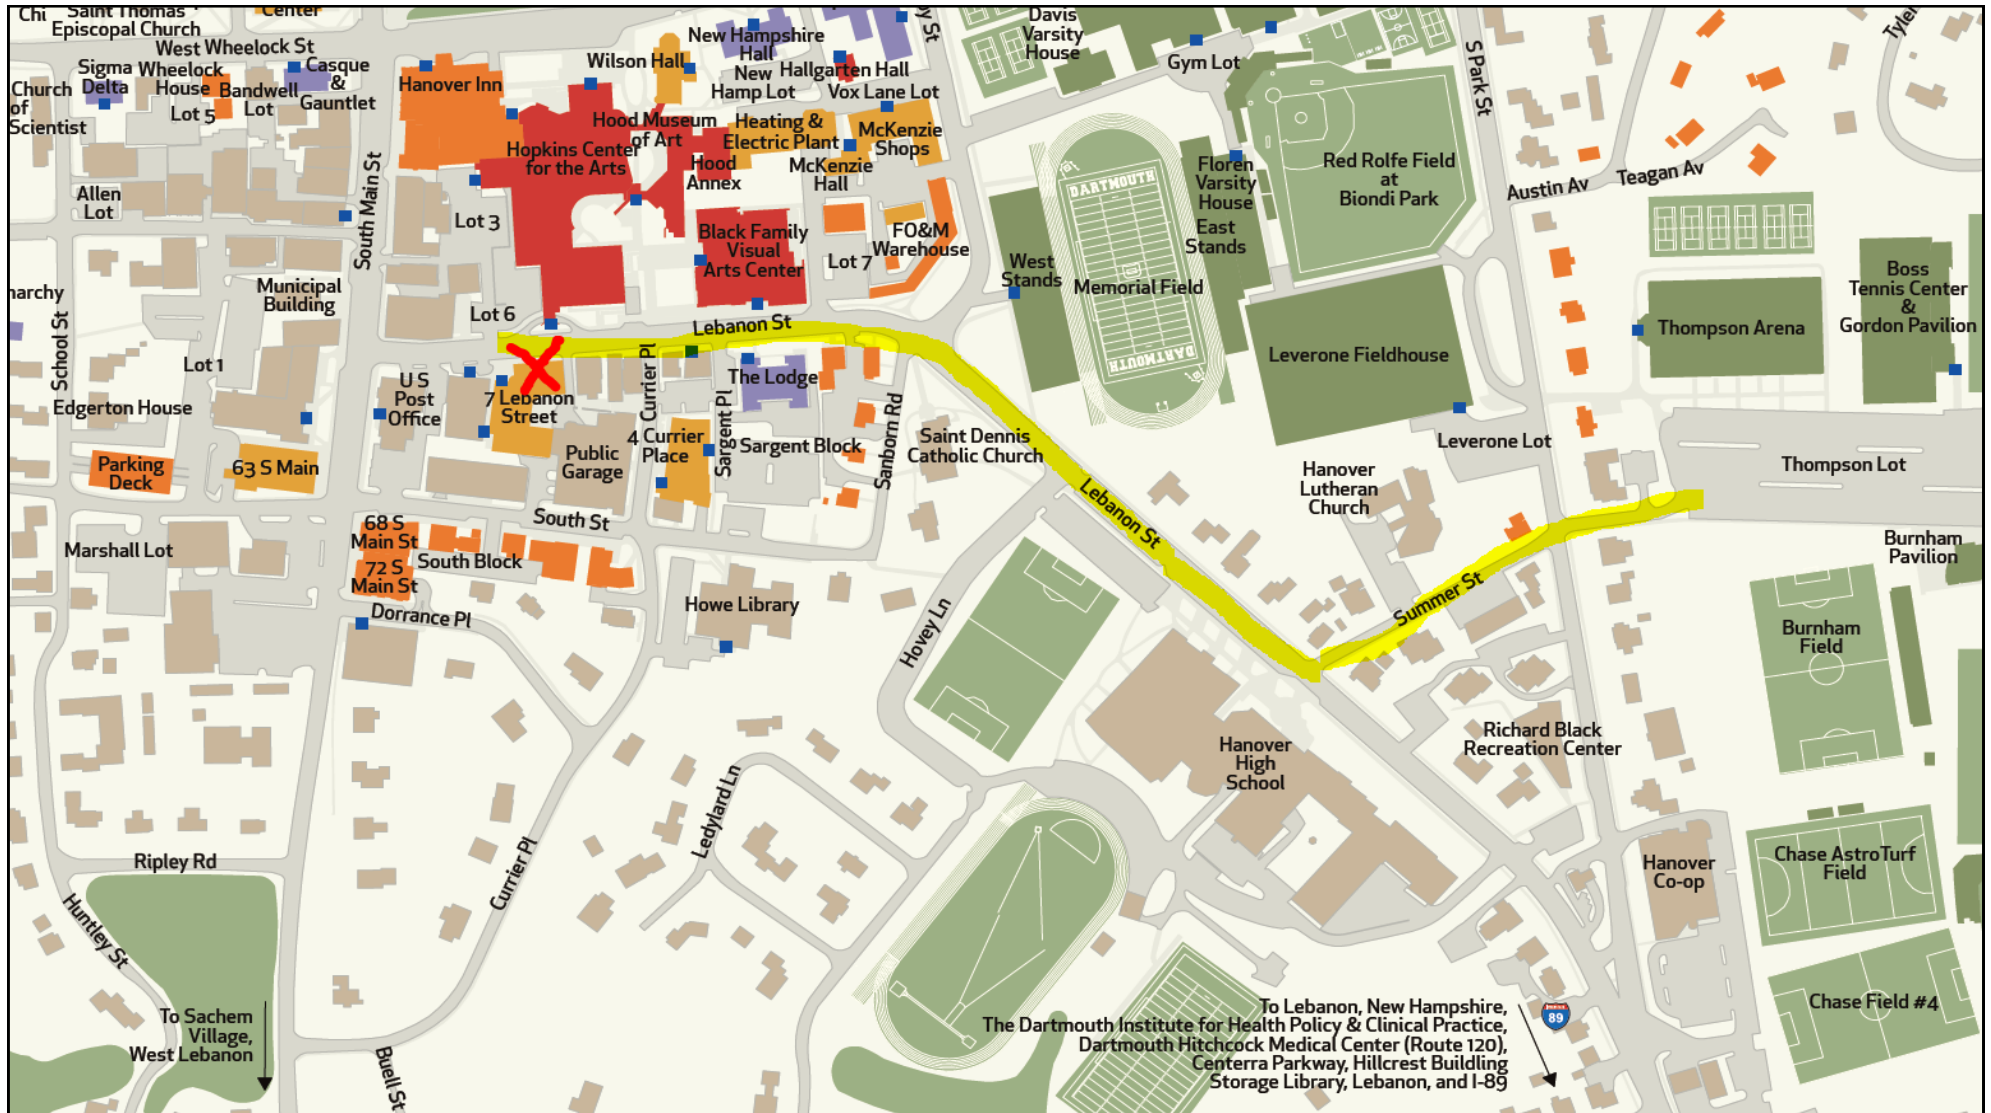 Chi
Saint Thomas
Episcopal Church
Center
West Wheelock St
Sigma
Delta
Wheelock
House
Casque
&
Gauntlet
Bandwell
Lot
Lot 5
Church
of
Scientist
Hanover Inn
Wilson Hall
New Hampshire
Hall
New
Hamp Lot
Hallgarten Hall
Vox Lane Lot
Davis
Varsity
House
Gym Lot
S Park St
Tyler
Hood Museum
of Art
Hopkins Center
for the Arts
Heating &
Electric Plant
McKenzie
Shops
McKenzie
Hall
Hood
Annex
Allen
Lot
South Main St
Lot 3
Black Family
Visual
Arts Center
FO&M
Warehouse
Lot 7
West
Stands
DARTMOUTH
Memorial Field
DARTMOUTH
Floren
Varsity
House
East
Stands
Red Rolfe Field
at
Biondi Park
Austin Av
Teagan Av
Boss
Tennis Center
&
Gordon Pavilion
Thompson Arena
Leverone Fieldhouse
Municipal
Building
School St
Lot 6
Lebanon St
Lot 1
Edgerton House
U S
Post
Office
7 Lebanon
Street
Currier Pl
The Lodge
Sargent Pl
Sargent Block
4 Currier
Place
Public
Garage
Sanborn Rd
Saint Dennis
Catholic Church
Leverone Lot
Thompson Lot
Hanover
Lutheran
Church
Parking
Deck
63 S Main
Lebanon St
South St
Marshall Lot
68 S
Main St
72 S
Main St
South Block
Dorrance Pl
Howe Library
Hovey Ln
Summer St
Burnham
Pavilion
Burnham
Field
Richard Black
Recreation Center
Hanover
High
School
Ledylard Ln
Currier Pl
Ripley Rd
Huntley St
Hanover
Co-op
Chase AstroTurf
Field
Chase Field #4
To Sachem
Village,
West Lebanon
Buell St
To Lebanon, New Hampshire,
The Dartmouth Institute for Health Policy & Clinical Practice,
Dartmouth Hitchcock Medical Center (Route 120),
Centerra Parkway, Hillcrest Buildling
Storage Library, Lebanon, and I-89
89